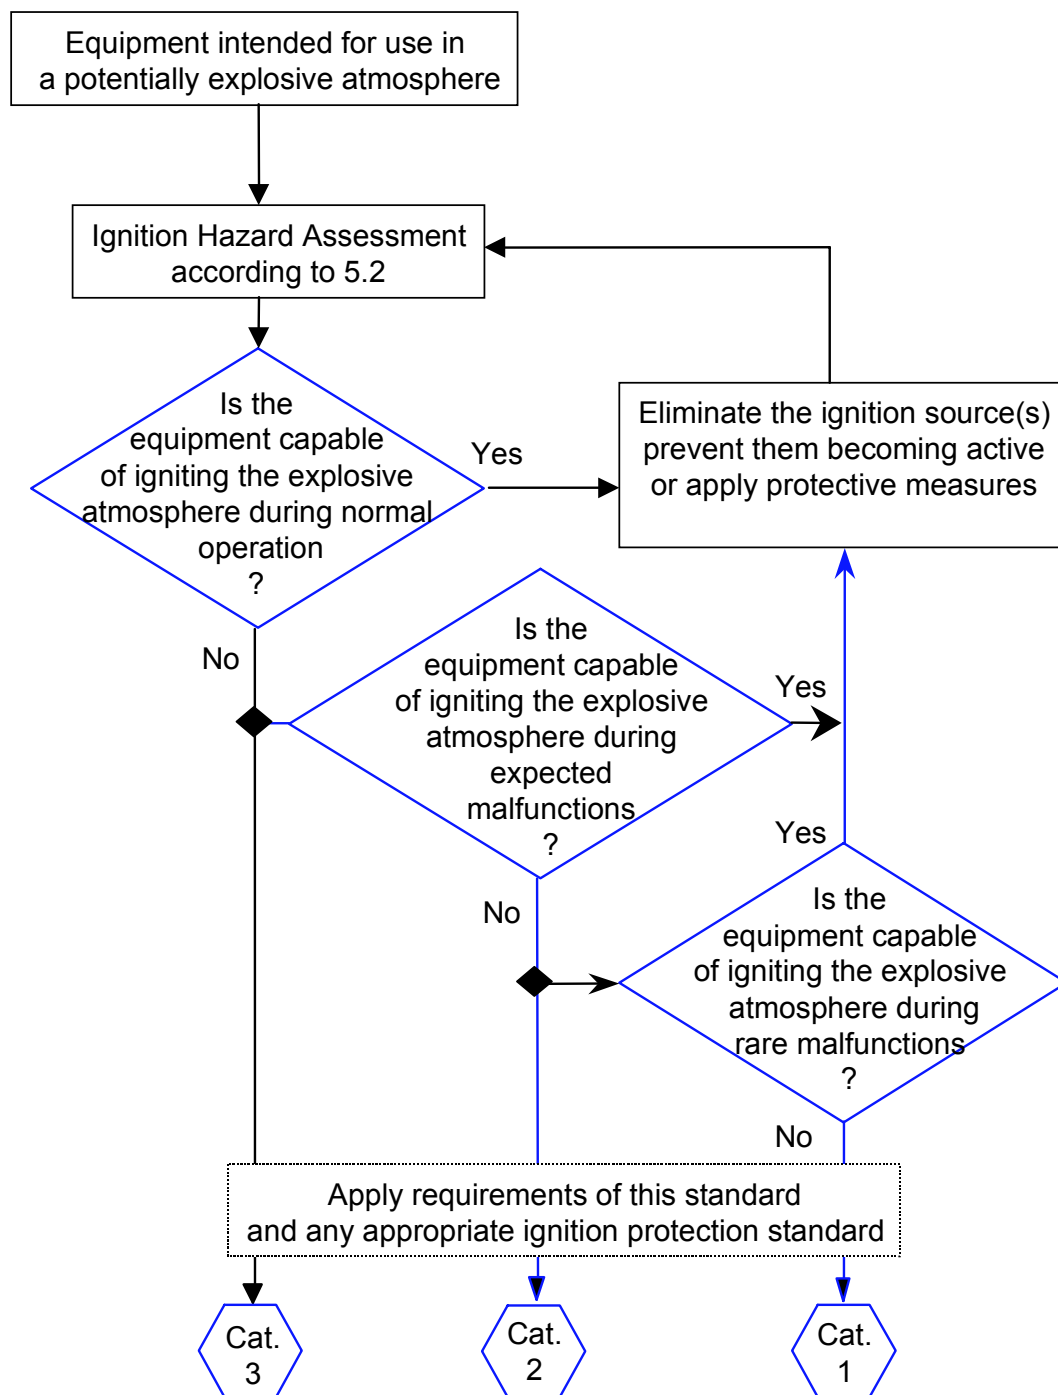 Equipment intended for use in
a potentially explosive atmosphere
Ignition Hazard Assessment
according to 5.2
Is the
equipment capable
of igniting the explosive
atmosphere during normal
operation
?
Yes
Eliminate the ignition source(s)
prevent them becoming active
or apply protective measures
No
Is the
equipment capable
of igniting the explosive
atmosphere during
expected
malfunctions
?
Yes
No
Yes
Is the
equipment capable
of igniting the explosive
atmosphere during
rare malfunctions
?
No
Apply requirements of this standard
and any appropriate ignition protection standard
Cat.
3
Cat.
2
Cat.
1